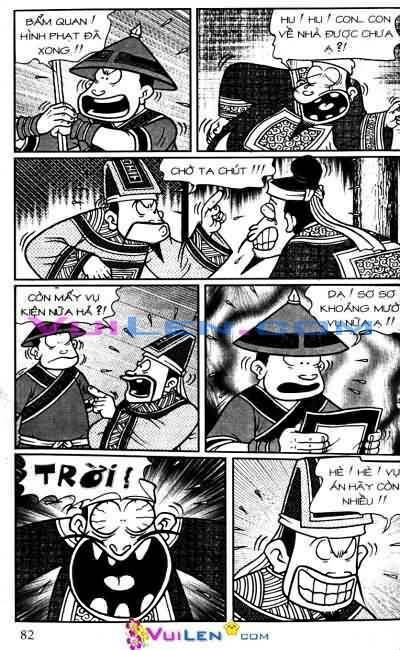 BẨM QUAN!
HÌNH PHẠT ĐÃ
XONG!!
HU! HU! CON... CON
VỀ NHÀ ĐƯỢC CHƯA
Ạ?!
CHỜ TA CHÚT!!!
CÒN MẤY VỤ
KIỆN NỮA HẢ?!
DẠ! SƠ SƠ
KHOẢNG MƯỜI
VỤ NỮA Ạ!!
VUILEN.COM
TRỜI!
HÈ! HÈ! VỤ
ÁN HÃY CÒN
NHIỀU!!
82
VUILEN.COM